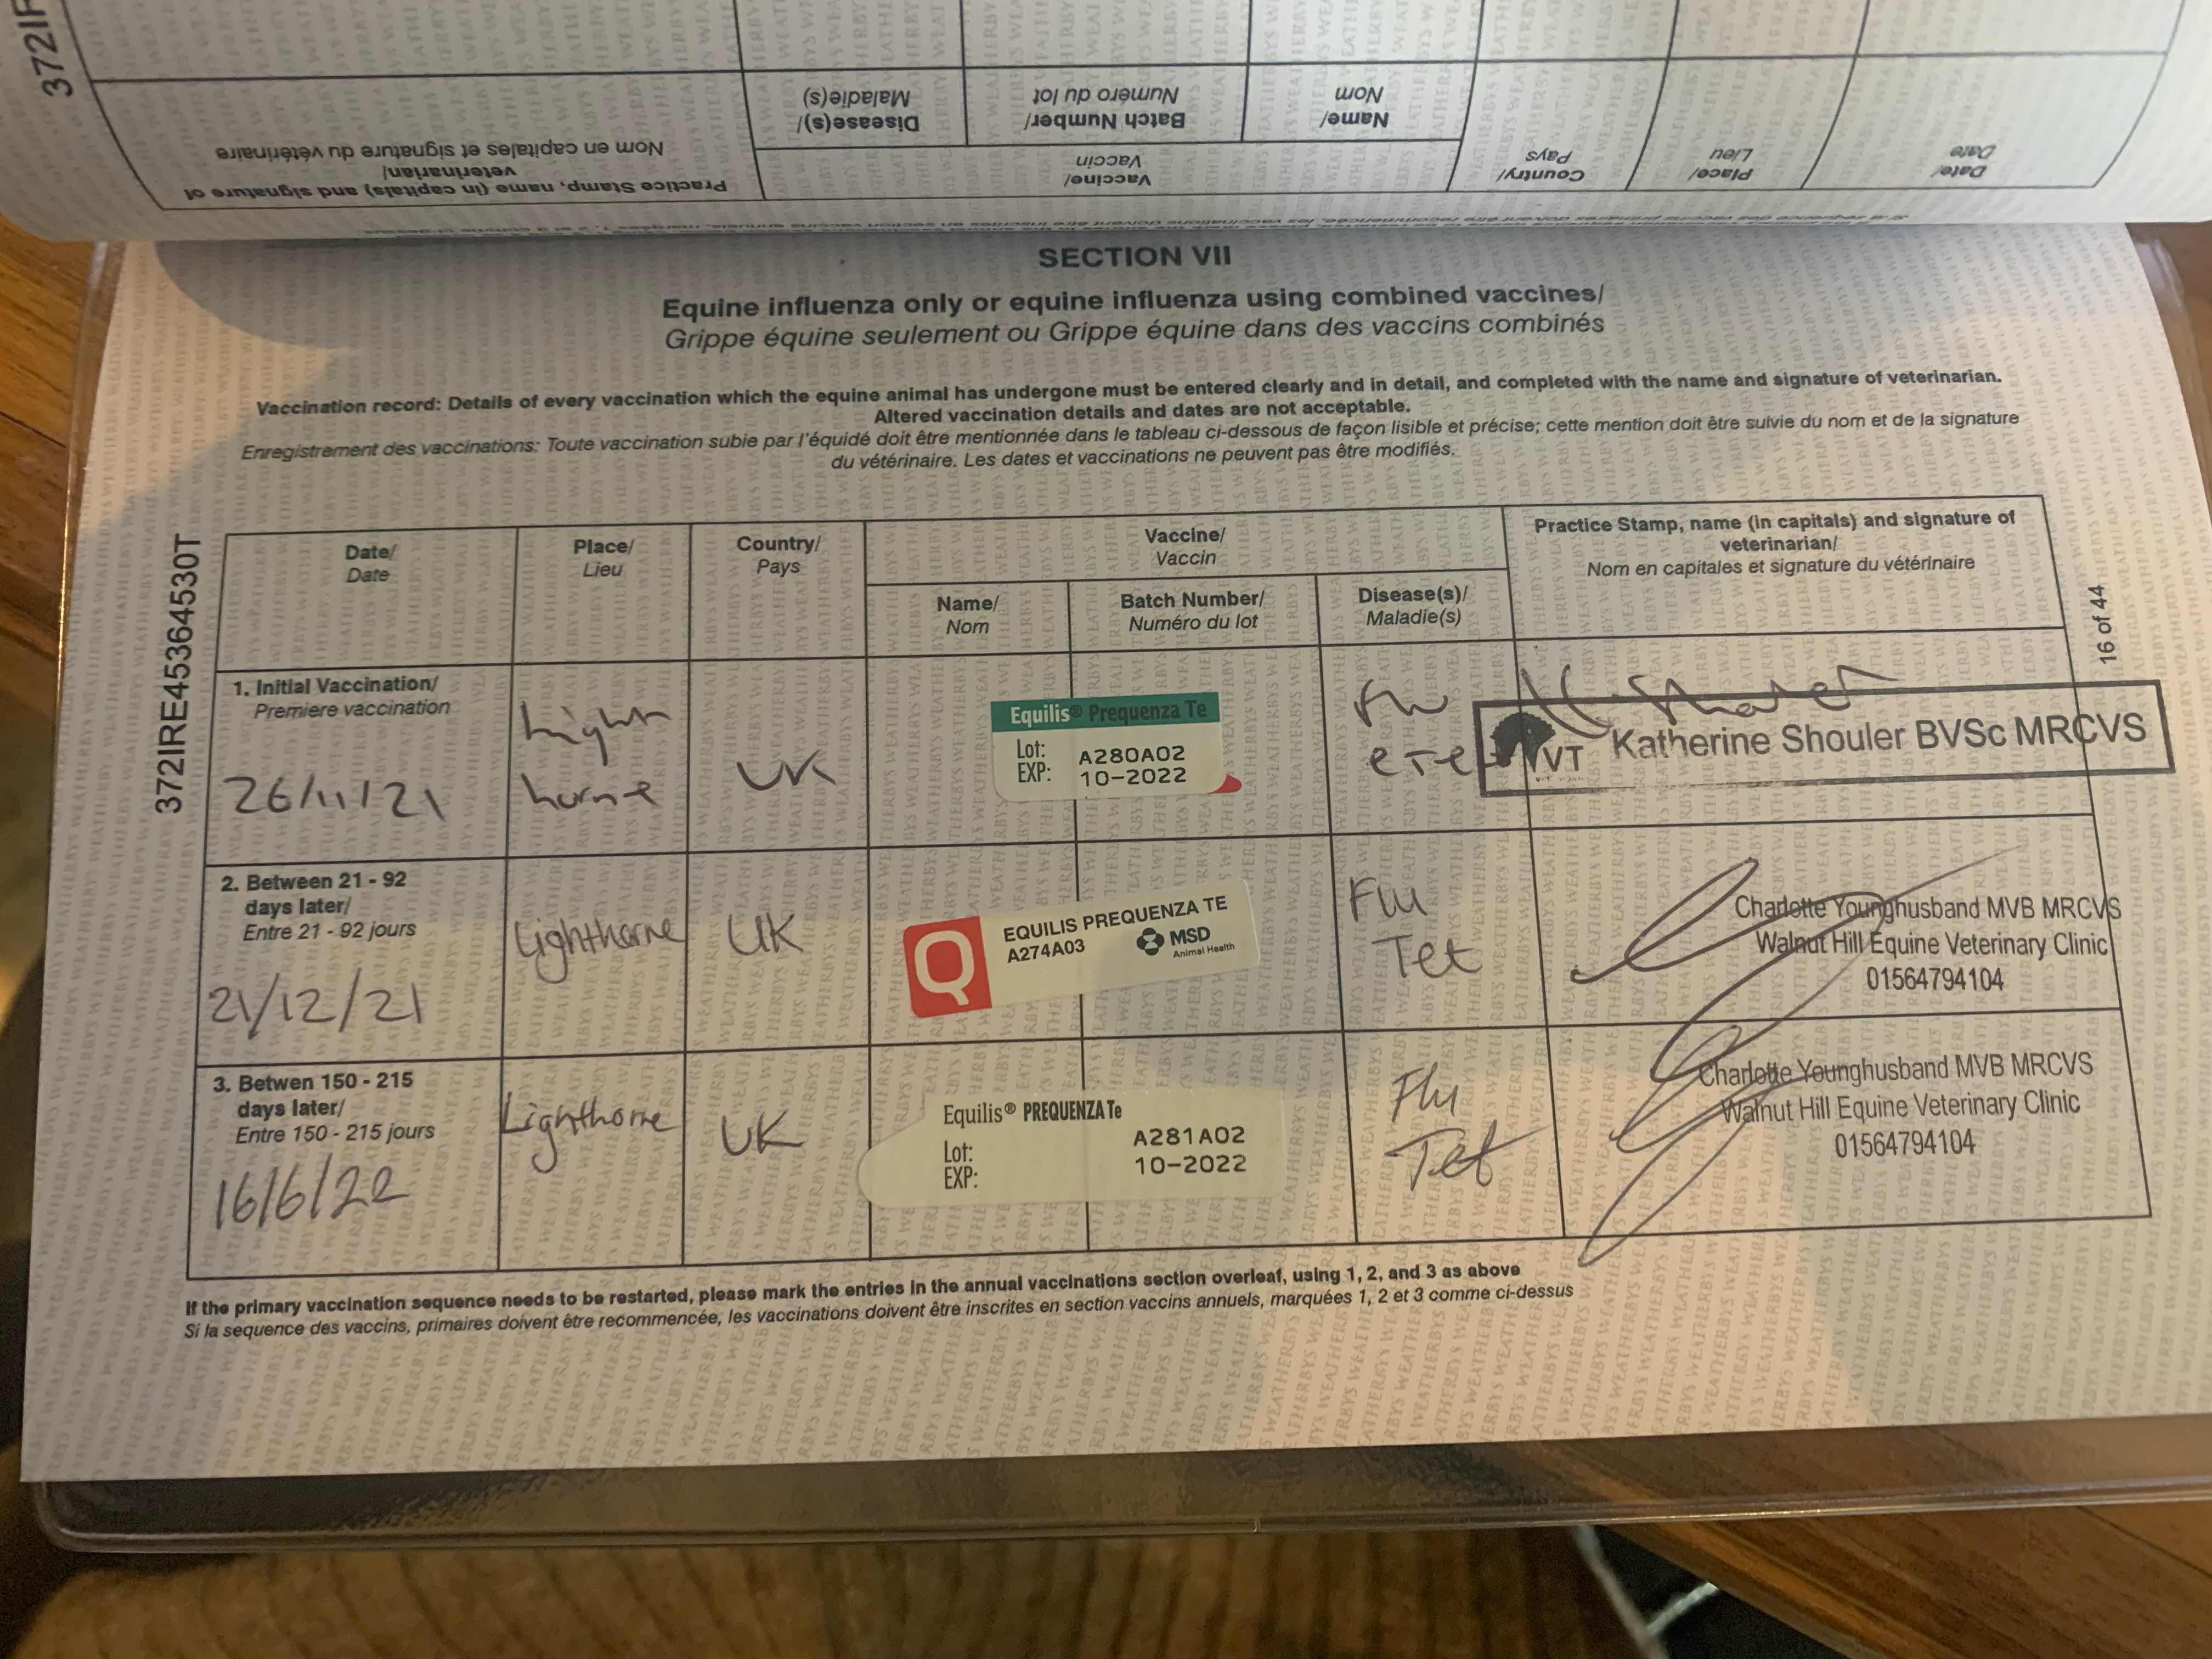 372IR
Date/
Date
Place/
Lieu
Country/
Pays
Vaccine/
Vaccin
Name/
Nom
Batch Number/
Numéro du lot
Disease(s)/
Maladie(s)
Practice Stamp, name (in capitals) and signature of
veterinarian/
Nom en capitales et signature du vétérinaire
SECTION VII
Equine influenza only or equine influenza using combined vaccines/
Grippe équine seulement ou Grippe équine dans des vaccins combinés
Vaccination record: Details of every vaccination which the equine animal has undergone must be entered clearly and in detail, and completed with the name and signature of veterinarian.
Altered vaccination details and dates are not acceptable.
Enregistrement des vaccinations: Toute vaccination subie par l'équidé doit être mentionnée dans le tableau ci-dessous de façon lisible et précise; cette mention doit être suivie du nom et de la signature
du vétérinaire. Les dates et vaccinations ne peuvent pas être modifiés.
372IRE45364530T
16 of 44
Date/
Date
Place/
Lieu
Country/
Pays
Vaccine/
Vaccin
Name/
Nom
Batch Number/
Numéro du lot
Disease(s)/
Maladie(s)
Practice Stamp, name (in capitals) and signature of
veterinarian/
Nom en capitales et signature du vétérinaire
1. Initial Vaccination/
Premiere vaccination
26/11/21
Light
horne
UK
Equilis® Prequenza Te
Lot: A280A02
EXP: 10-2022
Flu
VT Katherine Shouler BVSc MRCVS
2. Between 21 - 92
days later/
Entre 21 - 92 jours
21/12/21
Lighthorne
UK
Q
EQUILIS PREQUENZA TE
A274A03
MSD
Animal Health
Flu
Tet
Charlotte Younghusband MVB MRCVS
Walnut Hill Equine Veterinary Clinic
01564794104
3. Betwen 150 - 215
days later/
Entre 150 - 215 jours
16/6/22
Lighthorne
UK
Equilis® PREQUENZA Te
Lot: A281A02
EXP: 10-2022
Flu
Tet
Charlotte Younghusband MVB MRCVS
Walnut Hill Equine Veterinary Clinic
01564794104
If the primary vaccination sequence needs to be restarted, please mark the entries in the annual vaccinations section overleaf, using 1, 2, and 3 as above
Si la sequence des vaccins, primaires doivent être recommencée, les vaccinations doivent être inscrites en section vaccins annuels, marquées 1, 2 et 3 comme ci-dessus